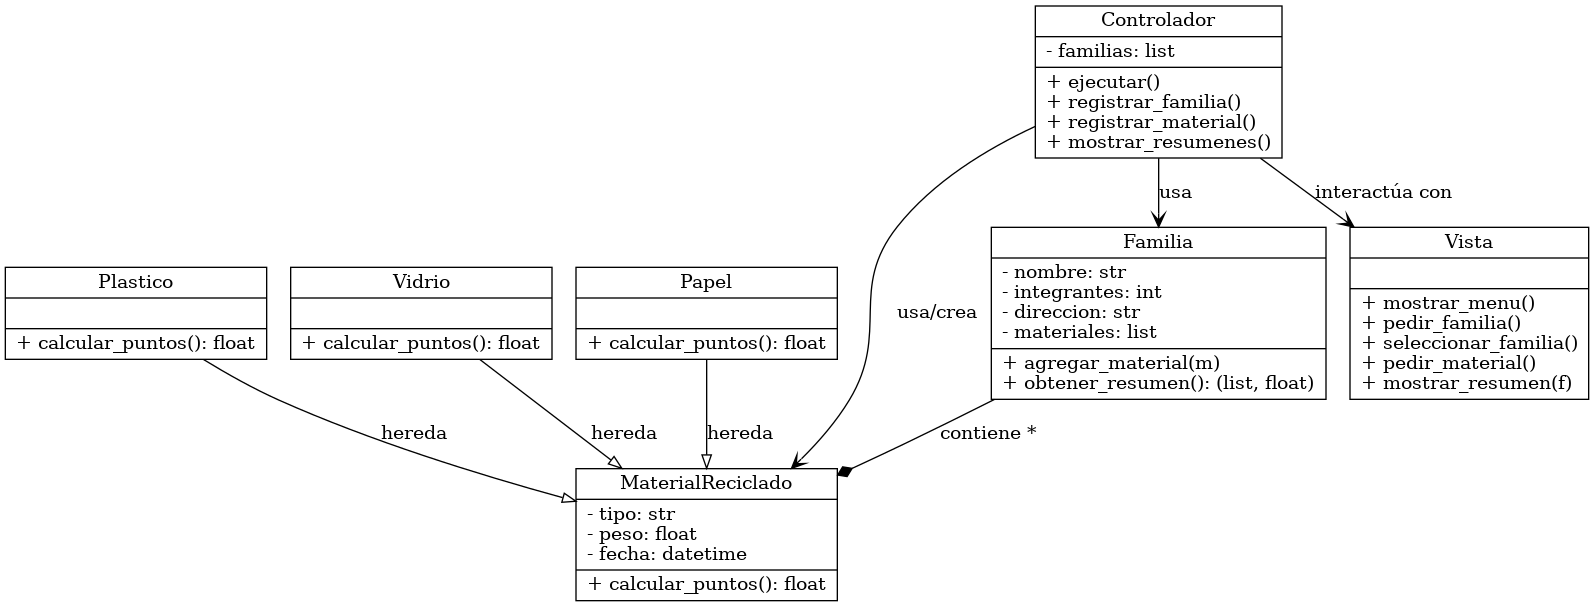 Controlador
- familias: list
+ ejecutar()
+ registrar_familia()
+ registrar_material()
+ mostrar_resumenes()
usa
interactúa con
usa/crea
Plastico
+ calcular_puntos(): float
Vidrio
+ calcular_puntos(): float
Papel
+ calcular_puntos(): float
Familia
- nombre: str
- integrantes: int
- direccion: str
- materiales: list
+ agregar_material(m)
+ obtener_resumen(): (list, float)
Vista
+ mostrar_menu()
+ pedir_familia()
+ seleccionar_familia()
+ pedir_material()
+ mostrar_resumen(f)
hereda
hereda
hereda
contiene *
MaterialReciclado
- tipo: str
- peso: float
- fecha: datetime
+ calcular_puntos(): float